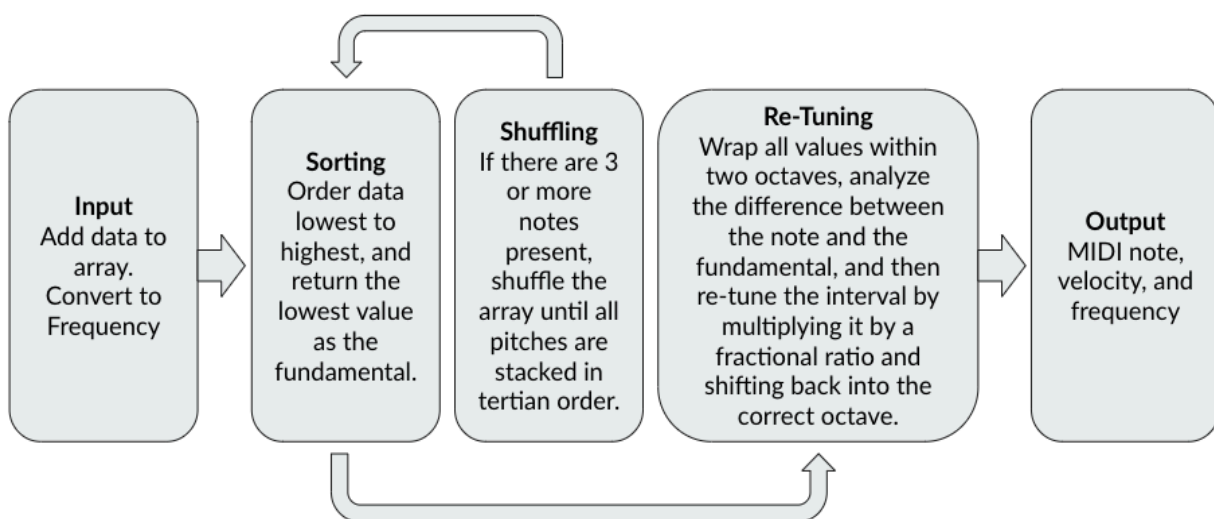 Input
Add data to
array.
Convert to
Frequency
Sorting
Order data
lowest to
highest, and
return the
lowest value
as the
fundamental.
Shuffling
If there are 3
or more
notes
present,
shuffle the
array until all
pitches are
stacked in
tertian order.
Re-Tuning
Wrap all values within
two octaves, analyze
the difference between
the note and the
fundamental, and then
re-tune the interval by
multiplying it by a
fractional ratio and
shifting back into the
correct octave.
Output
MIDI note,
velocity, and
frequency